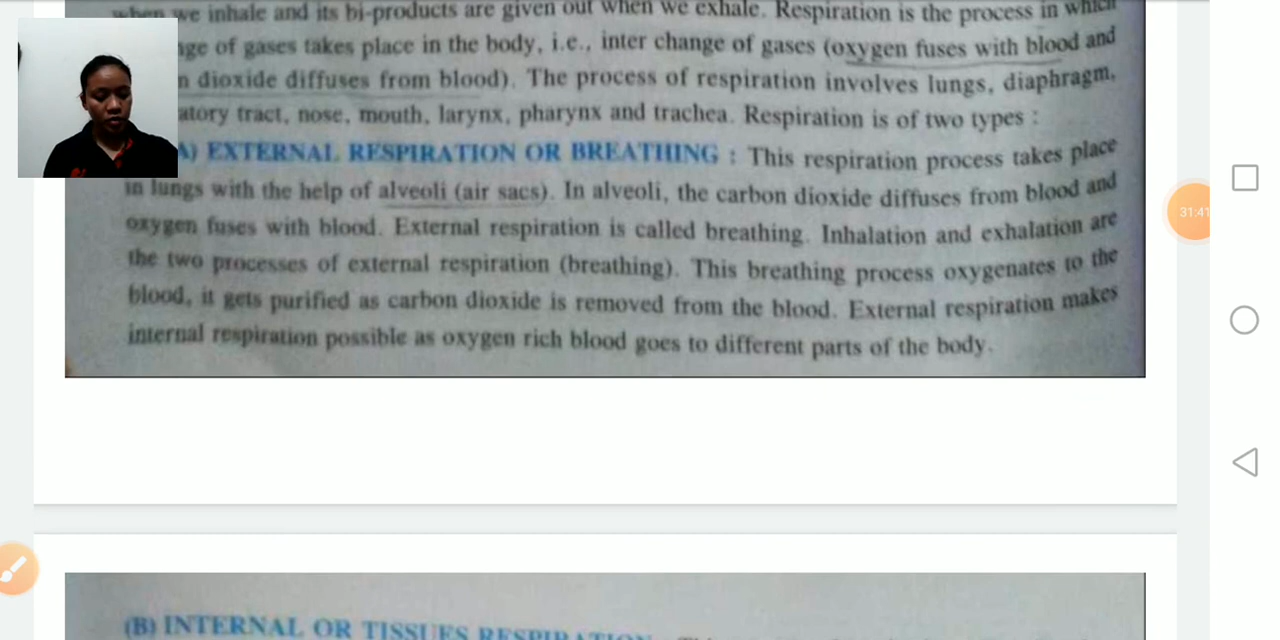 when we inhale and its bi-products are given out when we exhale. Respiration is the process in which
nge of gases takes place in the body, i.e., inter change of gases (oxygen fuses with blood and
n dioxide diffuses from blood). The process of respiration involves lungs, diaphragm,
atory tract, nose, mouth, larynx, pharynx and trachea. Respiration is of two types :
A) EXTERNAL RESPIRATION OR BREATHING : This respiration process takes place
in lungs with the help of alveoli (air sacs). In alveoli, the carbon dioxide diffuses from blood and
oxygen fuses with blood. External respiration is called breathing. Inhalation and exhalation are
the two processes of external respiration (breathing). This breathing process oxygenates to the
blood, it gets purified as carbon dioxide is removed from the blood. External respiration makes
internal respiration possible as oxygen rich blood goes to different parts of the body.
31:41
(B) INTERNAL OR TISSUES RESPIRATION